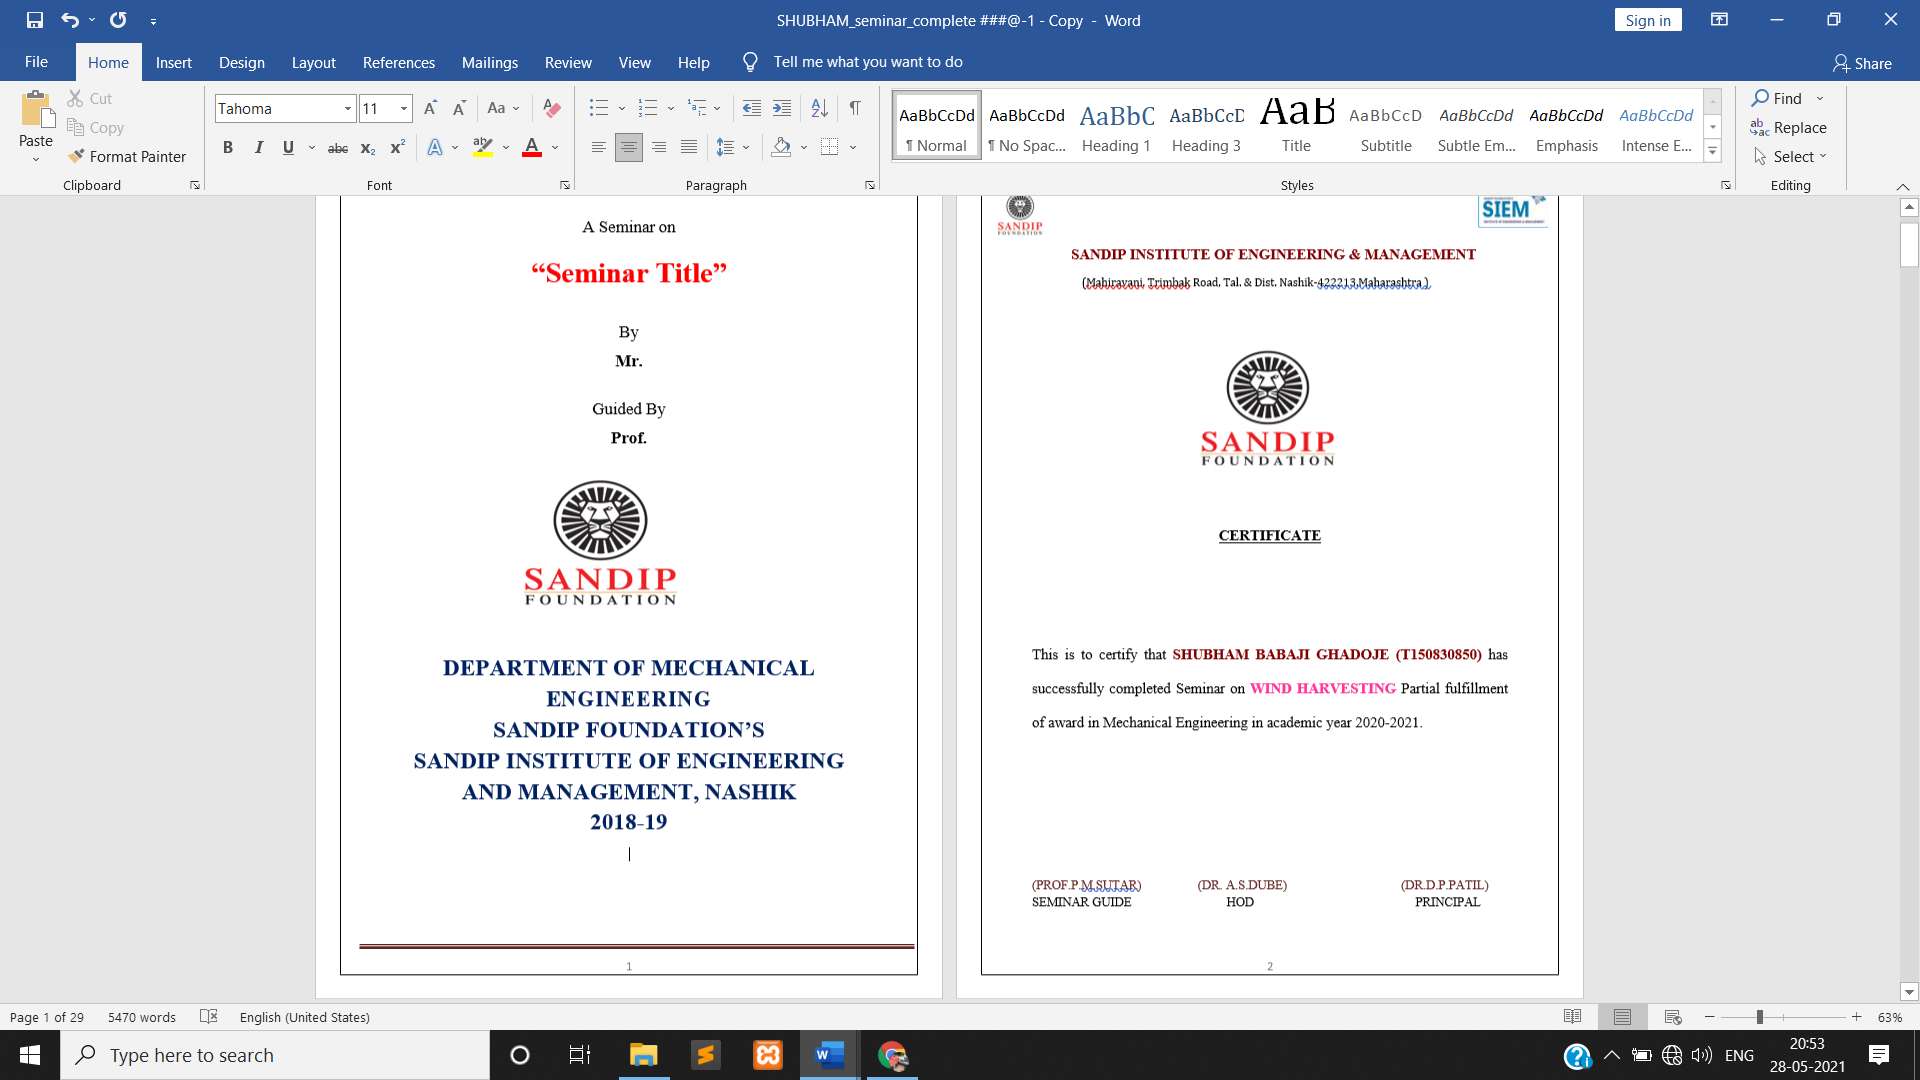 SHUBHAM_seminar_complete ###@-1 - Copy - Word
Sign in
File
Home
Insert
Design
Layout
References
Mailings
Review
View
Help
Tell me what you want to do
Share
Paste
Cut
Copy
Format Painter
Clipboard
Tahoma
11
Font
Paragraph
AaBbCcDd
¶ Normal
AaBbCcDd
¶ No Spac...
AaBbC
Heading 1
AaBbCcD
Heading 3
AaB
Title
AaBbCcD
Subtitle
AaBbCcDd
Subtle Em...
AaBbCcDd
Emphasis
AaBbCcDd
Intense E...
Styles
Find
Replace
Select
Editing
A Seminar on
“Seminar Title”
By
Mr.
Guided By
Prof.
SANDIP
FOUNDATION
DEPARTMENT OF MECHANICAL
ENGINEERING
SANDIP FOUNDATION’S
SANDIP INSTITUTE OF ENGINEERING
AND MANAGEMENT, NASHIK
2018-19
1
SANDIP
FOUNDATION
SIEM
SANDIP INSTITUTE OF ENGINEERING & MANAGEMENT
(Mahiravani, Trimbak Road, Tal. & Dist. Nashik-422213,Maharashtra )
SANDIP
FOUNDATION
CERTIFICATE
This is to certify that SHUBHAM BABAJI GHADOJE (T150830850) has
successfully completed Seminar on WIND HARVESTING Partial fulfillment
of award in Mechanical Engineering in academic year 2020-2021.
(PROF.P.M.SUTAR) (DR. A.S.DUBE) (DR.D.P.PATIL)
SEMINAR GUIDE HOD PRINCIPAL
2
Page 1 of 29
5470 words
English (United States)
63%
Type here to search
ENG
20:53
28-05-2021